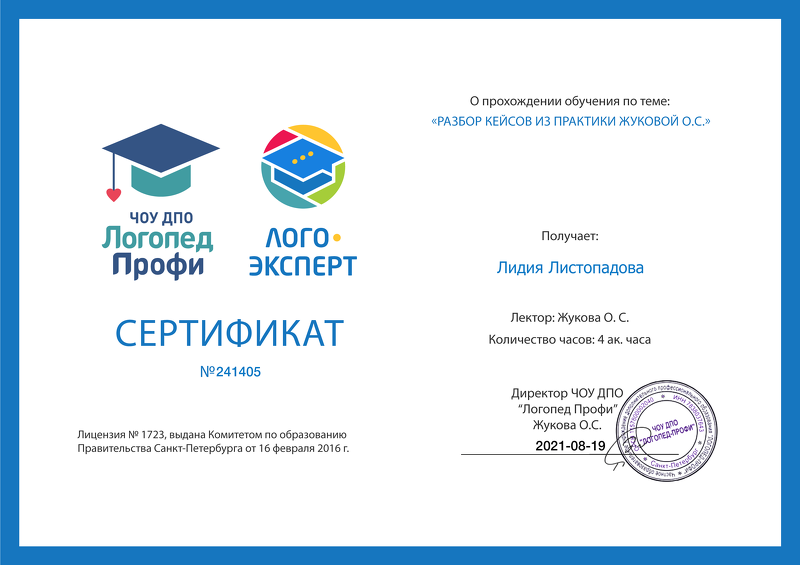 ЧОУ ДПО
Логопед
Профи
ЛОГО
ЭКСПЕРТ
СЕРТИФИКАТ
№241405
Лицензия № 1723, выдана Комитетом по образованию
Правительства Санкт-Петербурга от 16 февраля 2016 г.
О прохождении обучения по теме:
«РАЗБОР КЕЙСОВ ИЗ ПРАКТИКИ ЖУКОВОЙ О.С.»
Получает:
Лидия Листопадова
Лектор: Жукова О. С.
Количество часов: 4 ак. часа
Директор ЧОУ ДПО
“Логопед Профи”
Жукова О.С.
2021-08-19
ЧОУ ДПО
"ЛОГОПЕД-ПРОФИ"
Санкт-Петербург